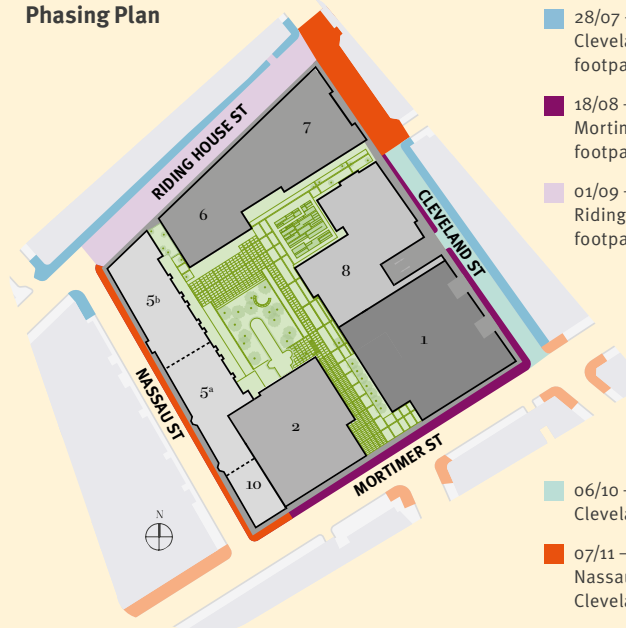 Phasing Plan
28/07
Clevela
footpa
18/08 –
Mortim
footpa
01/09 –
Riding
footpa
RIDING HOUSE ST
7
6
CLEVELAND ST
5b
8
5a
1
NASSAU ST
2
10
MORTIMER ST
N
06/10 –
Clevela
07/11 –
Nassau
Clevela